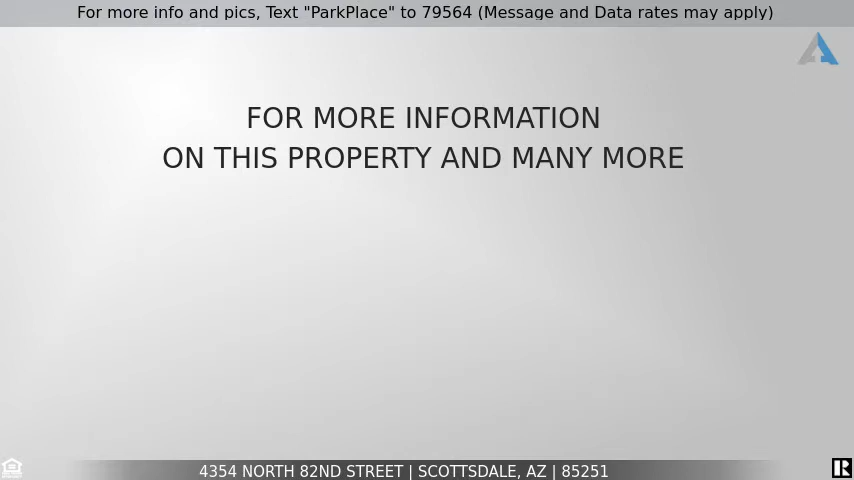 For more info and pics, Text "ParkPlace" to 79564 (Message and Data rates may apply)
FOR MORE INFORMATION
ON THIS PROPERTY AND MANY MORE
4354 NORTH 82ND STREET | SCOTTSDALE, AZ | 85251